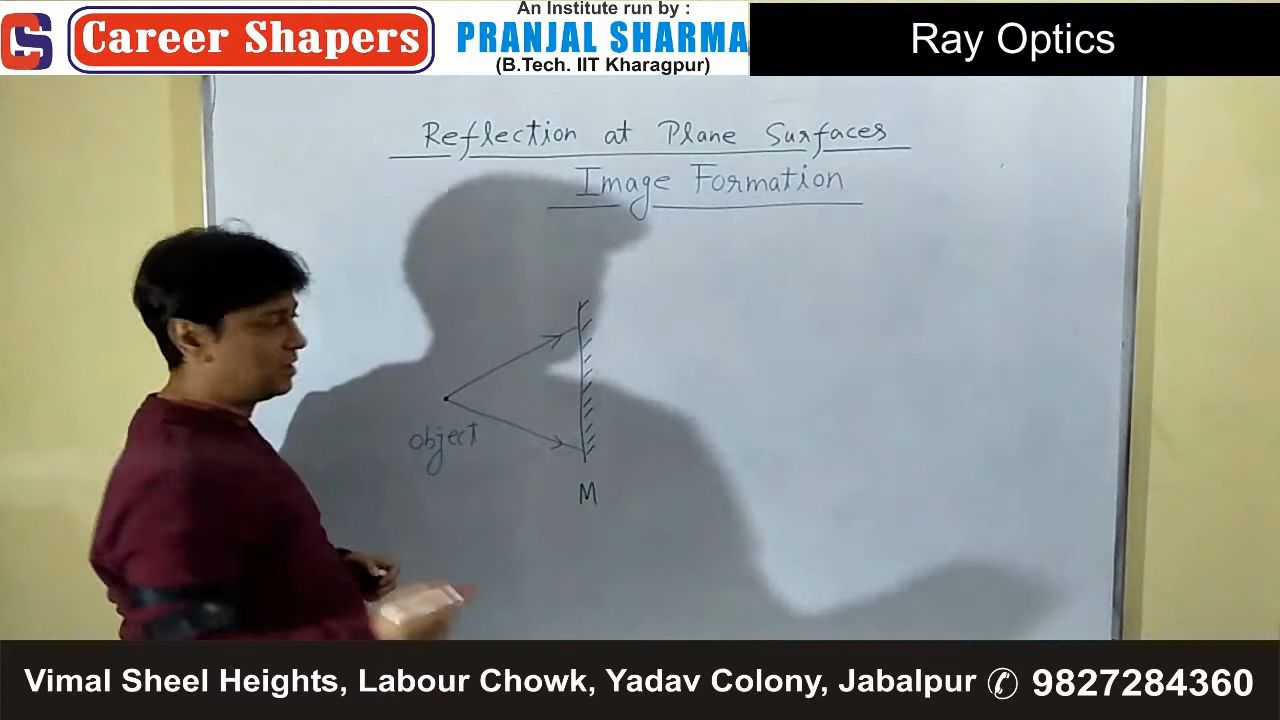 CS
Career Shapers
An Institute run by :
PRANJAL SHARMA
(B.Tech. IIT Kharagpur)
Ray Optics
Reflection at Plane Surfaces
Image Formation
object
M
Vimal Sheel Heights, Labour Chowk, Yadav Colony, Jabalpur ✆ 9827284360